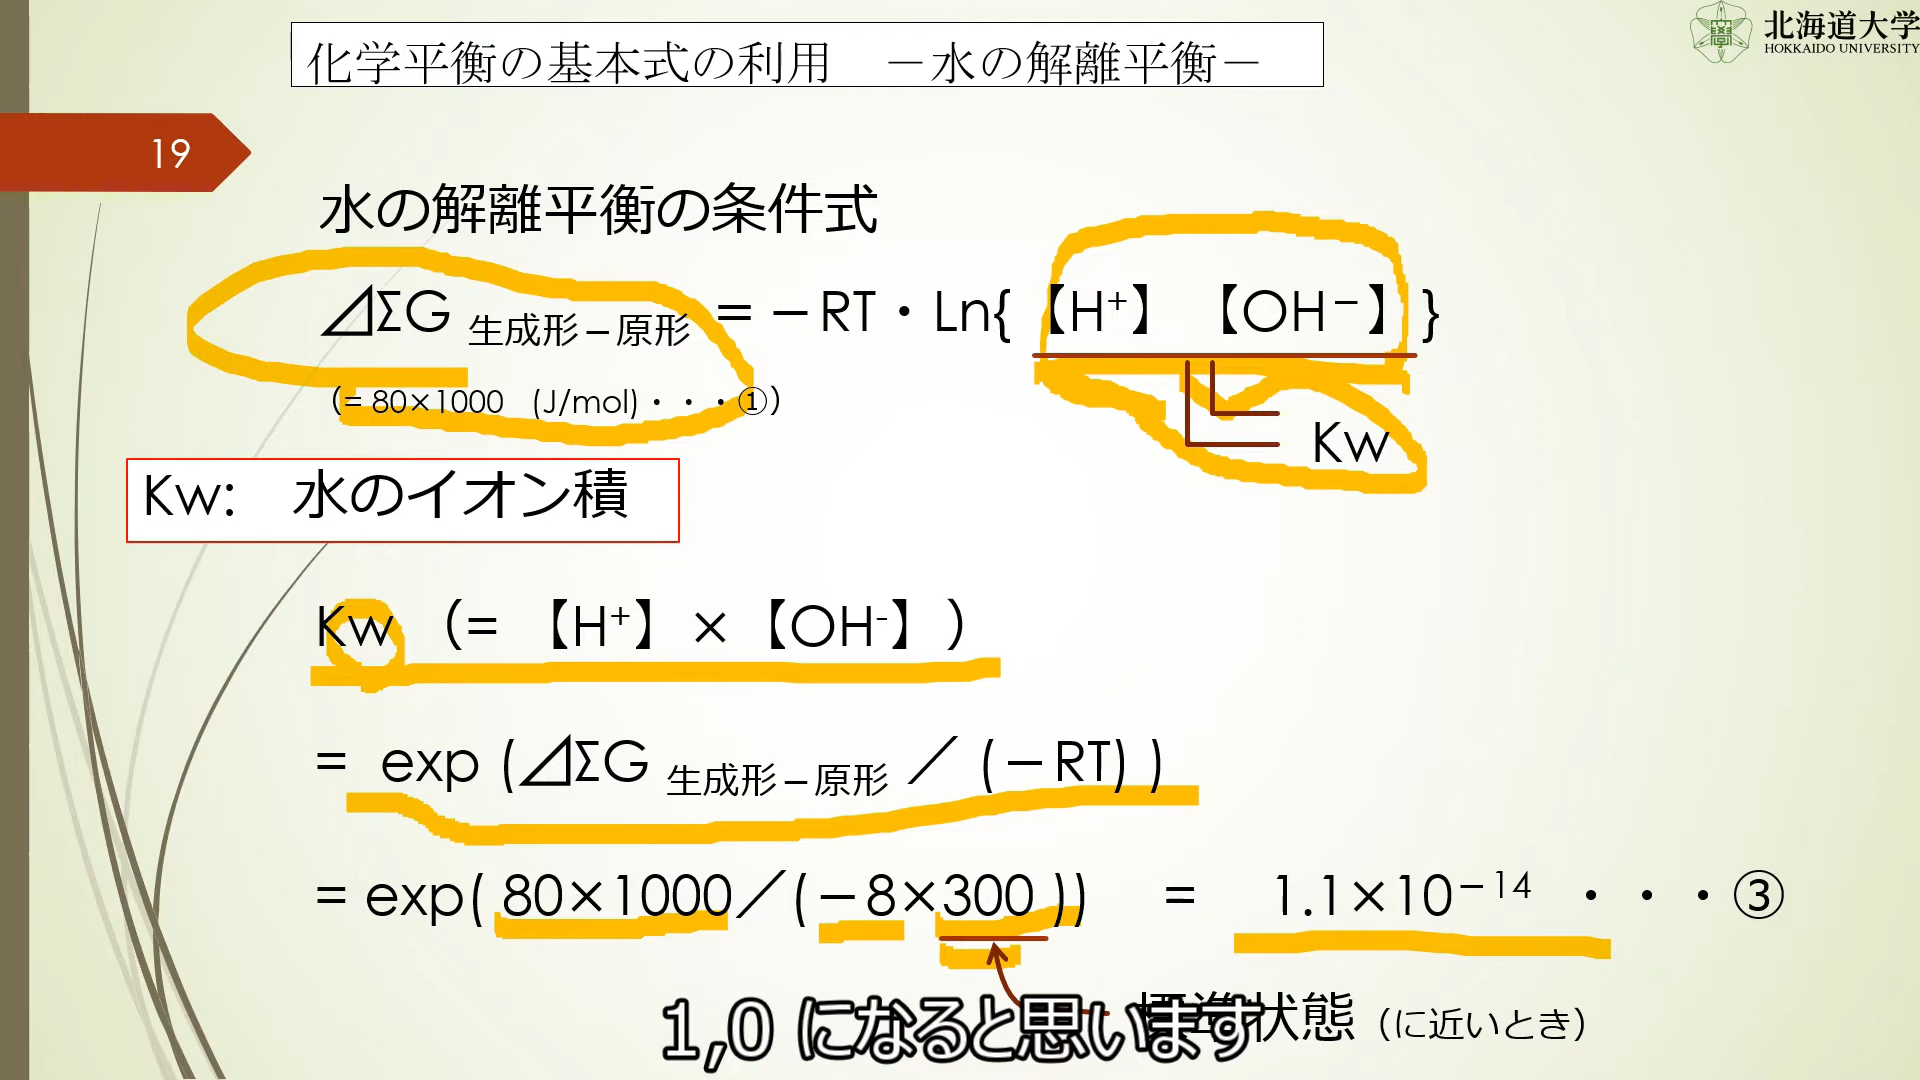 化学平衡の基本式の利用　－水の解離平衡－
北海道大学
HOKKAIDO UNIVERSITY
19
水の解離平衡の条件式
⊿ΣG 生成形－原形 ＝－RT・Ln{【H⁺】【OH⁻】}
（= 80×1000 (J/mol)・・・①）
Kw
Kw:　水のイオン積
Kw （= 【H⁺】×【OH⁻】）
= exp (⊿ΣG 生成形－原形 ／ (－RT) )
= exp( 80×1000／(－8×300 ))　=　1.1×10⁻¹⁴ ・・・③
標準状態（に近いとき）
1,0 になると思います